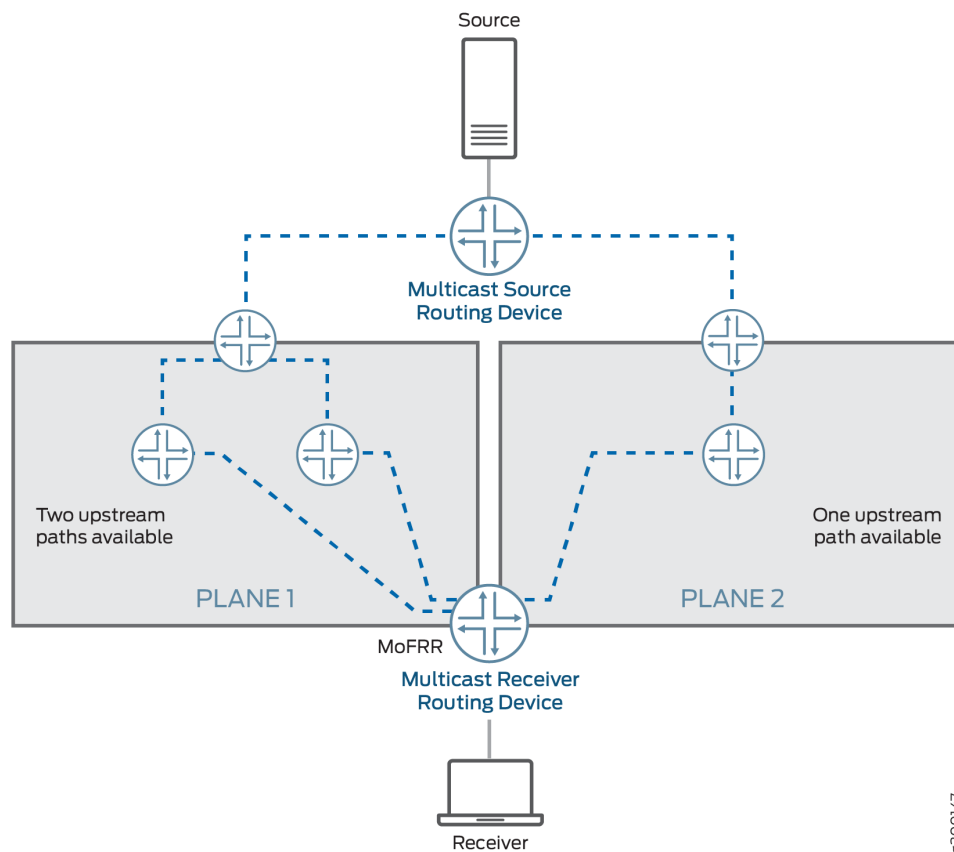 Source
Multicast Source
Routing Device
Two upstream
paths available
One upstream
path available
PLANE 1
PLANE 2
MoFRR
Multicast Receiver
Routing Device
Receiver